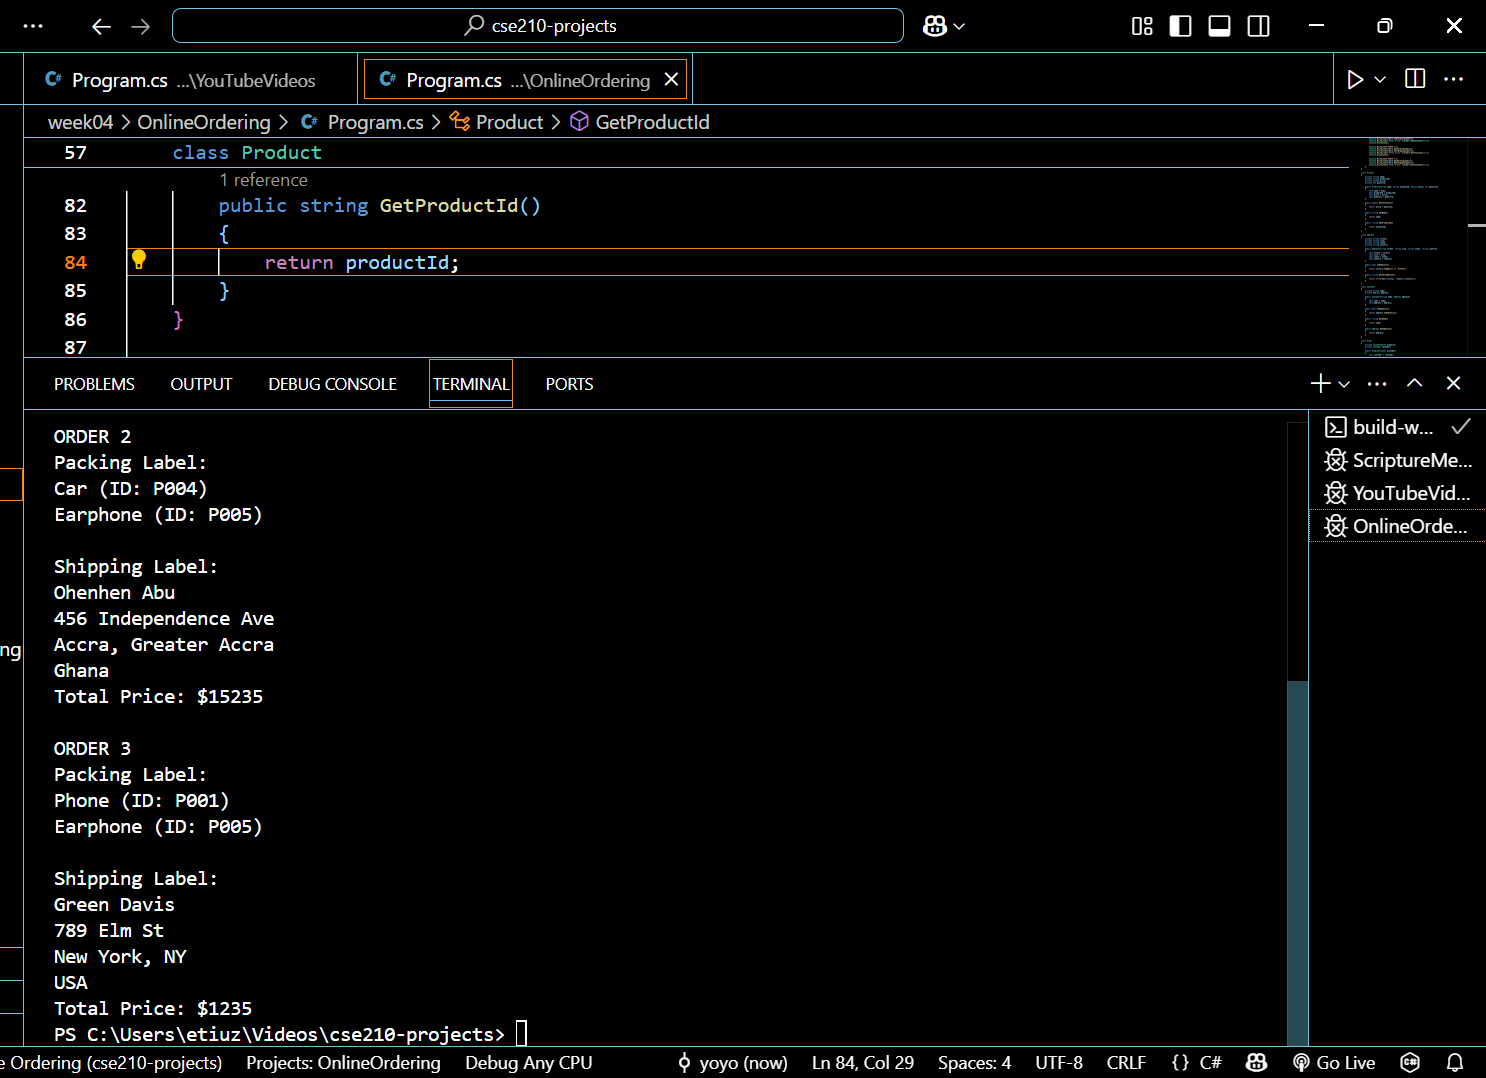 cse210-projects
Program.cs ...\YouTubeVideos
Program.cs ...\OnlineOrdering
week04 > OnlineOrdering > Program.cs > Product > GetProductId
57 class Product
1 reference
82 public string GetProductId()
83 {
84 return productId;
85 }
86 }
87
PROBLEMS OUTPUT DEBUG CONSOLE TERMINAL PORTS
ORDER 2
Packing Label:
Car (ID: P004)
Earphone (ID: P005)
Shipping Label:
Ohenhen Abu
456 Independence Ave
Accra, Greater Accra
Ghana
Total Price: $15235
ORDER 3
Packing Label:
Phone (ID: P001)
Earphone (ID: P005)
Shipping Label:
Green Davis
789 Elm St
New York, NY
USA
Total Price: $1235
PS C:\Users\etiuz\Videos\cse210-projects>
build-w...
ScriptureMe...
YouTubeVid...
OnlineOrde...
ng
e Ordering (cse210-projects) Projects: OnlineOrdering Debug Any CPU yoyo (now) Ln 84, Col 29 Spaces: 4 UTF-8 CRLF {} C# Go Live